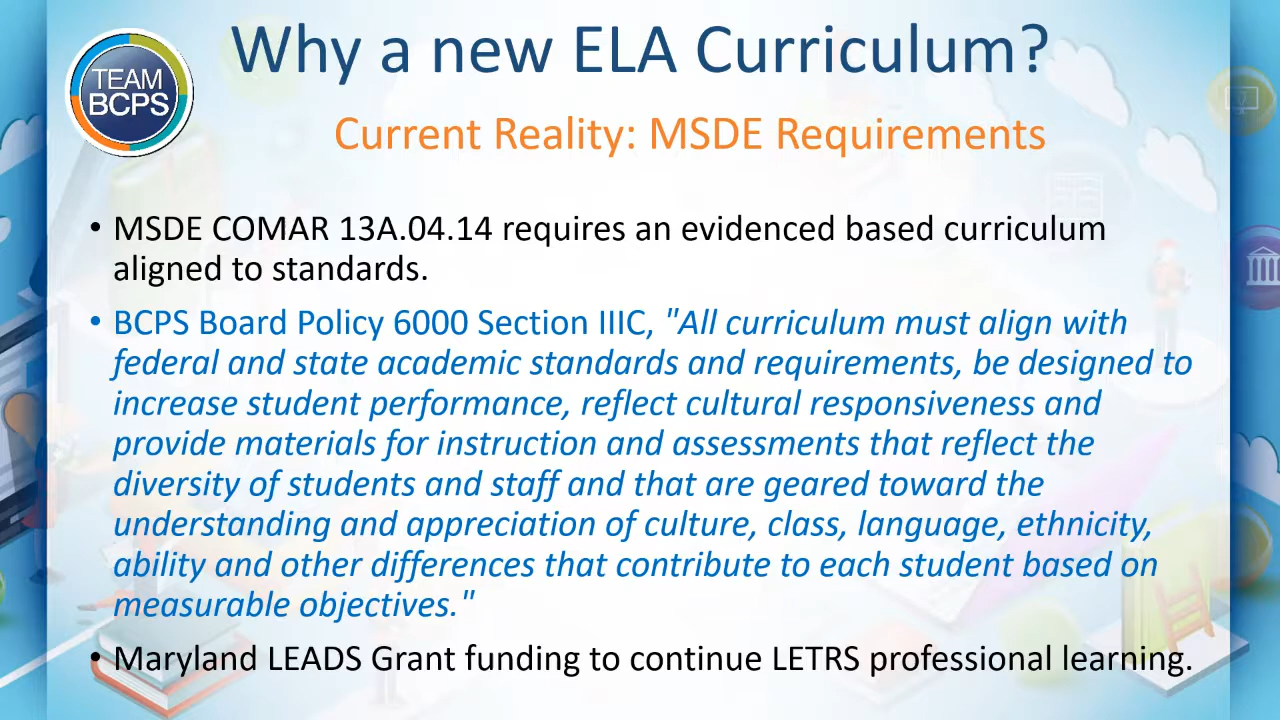 TEAM
BCPS
Why a new ELA Curriculum?
Current Reality: MSDE Requirements
• MSDE COMAR 13A.04.14 requires an evidenced based curriculum
aligned to standards.
• BCPS Board Policy 6000 Section IIIC, "All curriculum must align with
federal and state academic standards and requirements, be designed to
increase student performance, reflect cultural responsiveness and
provide materials for instruction and assessments that reflect the
diversity of students and staff and that are geared toward the
understanding and appreciation of culture, class, language, ethnicity,
ability and other differences that contribute to each student based on
measurable objectives."
• Maryland LEADS Grant funding to continue LETRS professional learning.